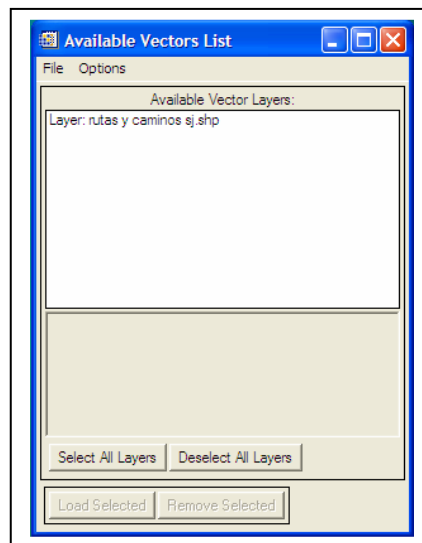 Available Vectors List
File Options
Available Vector Layers:
Layer: rutas y caminos sj.shp
Select All Layers Deselect All Layers
Load Selected Remove Selected